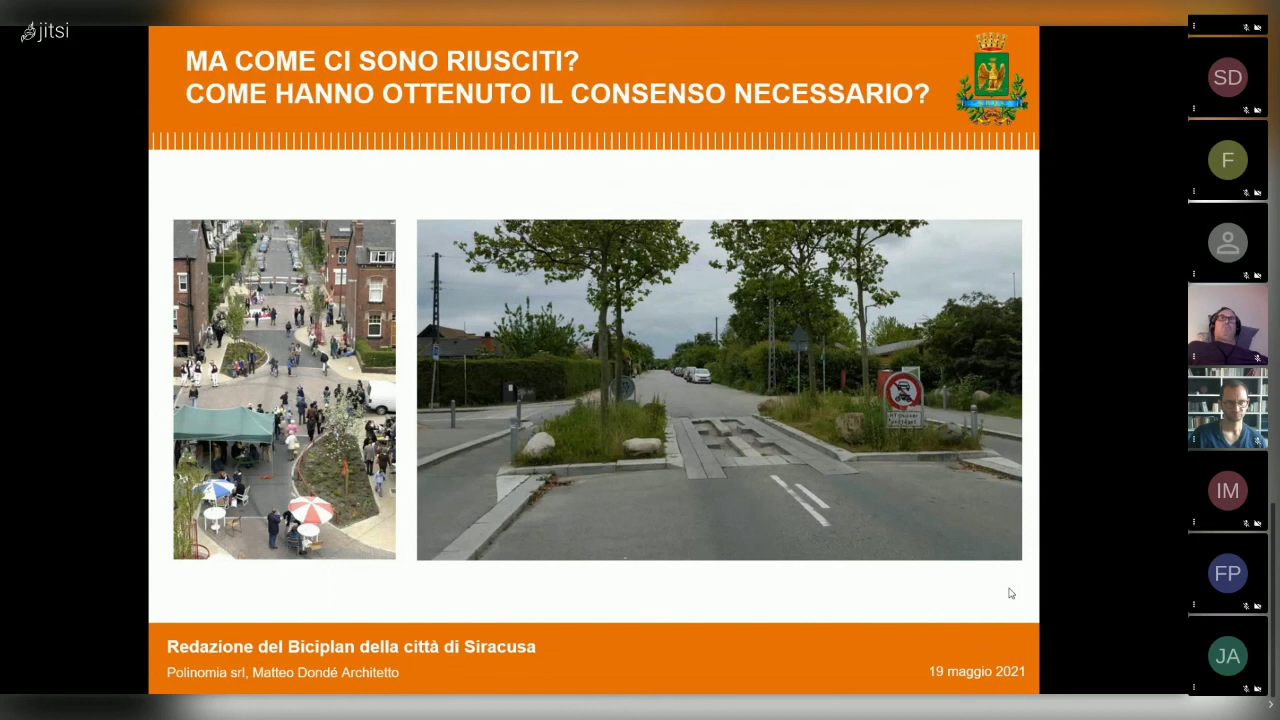 jitsi
MA COME CI SONO RIUSCITI?
COME HANNO OTTENUTO IL CONSENSO NECESSARIO?
SD
F
IM
FP
JA
Redazione del Biciplan della città di Siracusa
Polinomia srl, Matteo Dondé Architetto
19 maggio 2021